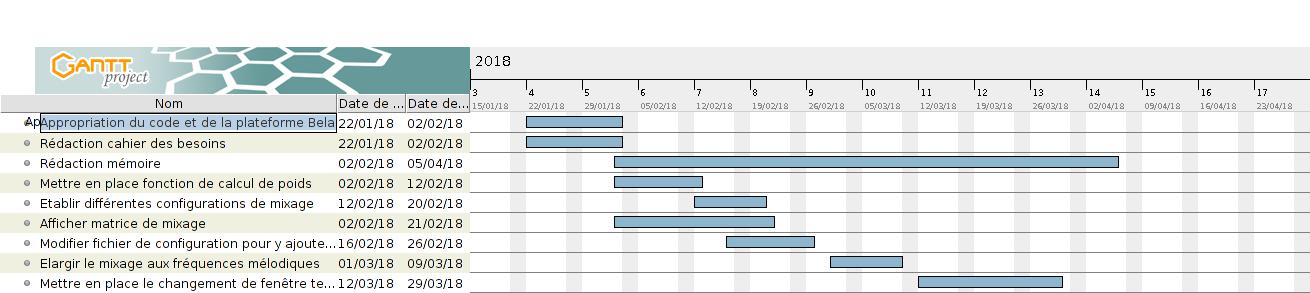 GANTT
project
2018
3 4 5 6 7 8 9 10 11 12 13 14 15 16 17
15/01/18 22/01/18 29/01/18 05/02/18 12/02/18 19/02/18 26/02/18 05/03/18 12/03/18 19/03/18 26/03/18 02/04/18 09/04/18 16/04/18 23/04/18
Nom Date de ... Date de...
Ap Appropriation du code et de la plateforme Bela 22/01/18 02/02/18
Rédaction cahier des besoins 22/01/18 02/02/18
Rédaction mémoire 02/02/18 05/04/18
Mettre en place fonction de calcul de poids 02/02/18 12/02/18
Etablir différentes configurations de mixage 12/02/18 20/02/18
Afficher matrice de mixage 02/02/18 21/02/18
Modifier fichier de configuration pour y ajoute... 16/02/18 26/02/18
Elargir le mixage aux fréquences mélodiques 01/03/18 09/03/18
Mettre en place le changement de fenêtre te... 12/03/18 29/03/18